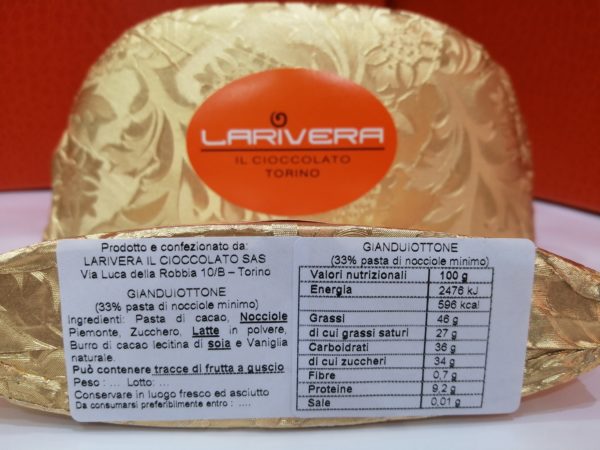 LARIVERA
IL CIOCCOLATO
TORINO
Prodotto e confezionato da:
LARIVERA IL CIOCCOLATO SAS
Via Luca della Robbia 10/B – Torino
GIANDUIOTTONE
(33% pasta di nocciole minimo)
Ingredienti: Pasta di cacao, Nocciole
Piemonte, Zucchero, Latte in polvere,
Burro di cacao lecitina di soia e Vaniglia
naturale.
Può contenere tracce di frutta a guscio
Peso : ... Lotto: ...
Conservare in luogo fresco ed asciutto
Da consumarsi preferibilmente entro : ....
GIANDUIOTTONE
(33% pasta di nocciole minimo)
Valori nutrizionali 100 g
Energia 2476 kJ
596 kcal
Grassi 46 g
di cui grassi saturi 27 g
Carboidrati 36 g
di cui zuccheri 34 g
Fibre 0,7 g
Proteine 9,2 g
Sale 0,01 g